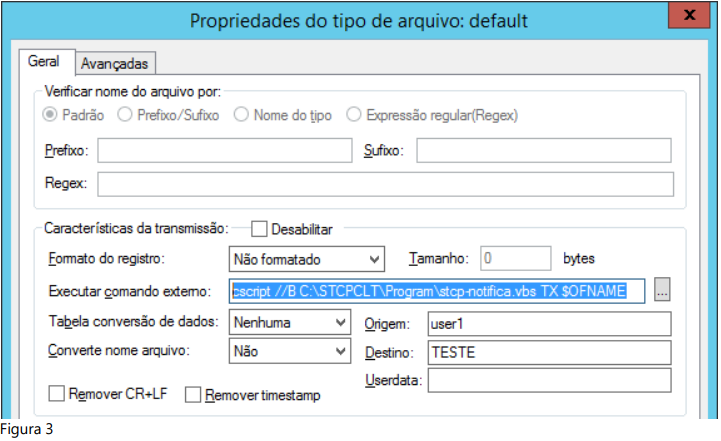 Propriedades do tipo de arquivo: default
x
Geral Avançadas
Verificar nome do arquivo por:
Padrão Prefixo/Sufixo Nome do tipo Expressão regular(Regex)
Prefixo: Sufixo:
Regex:
Características da transmissão: Desabilitar
Formato do registro: Não formatado Tamanho: 0 bytes
Executar comando externo: cscript //B C:\STCPCLT\Program\stcp-notifica.vbs TX $OFNAME ...
Tabela conversão de dados: Nenhuma Origem: user1
Converte nome arquivo: Não Destino: TESTE
Userdata:
Remover CR+LF Remover timestamp
Figura 3